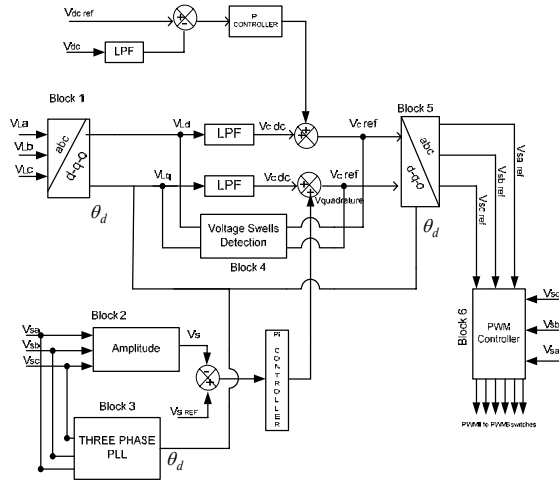 Vdc ref
PI
CONTROLLER
Vdc
LPF
Block 1
VLa
VLb
VLc
abc
d-q-o
θd
VLd
LPF
Vc dc
Vc ref
Block 5
abc
d-q-o
θd
VLq
LPF
Vc dc
Vc ref
Vquadrature
Voltage Swells
Detection
Block 4
Vsa ref
Vsb ref
Vsc ref
Block 6
PWM
Controller
Vsc
Vsb
Vsa
PWM1 to PWM6 switches
Block 2
Vsa
Vsb
Vsc
Amplitude
Vs
Vs REF
PI
CONTROLLER
Block 3
THREE PHASE
PLL
θd